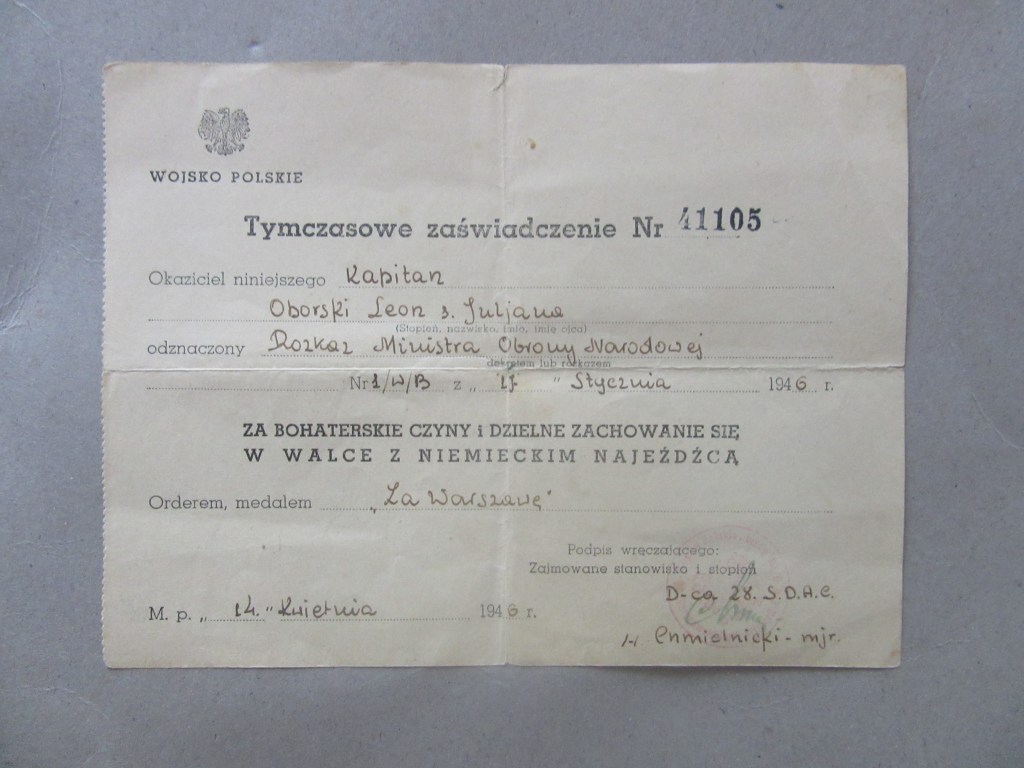 WOJSKO POLSKIE
Tymczasowe zaświadczenie Nr 41105
Okaziciel niniejszego Kapitan
Oborski Leon s. Juljana
(Stopień, nazwisko, imię, imię ojca)
odznaczony Rozkaz Ministra Obrony Narodowej
dekretem lub rozkazem
Nr 1/W/B z „ 17 " Stycznia 1946 r.
ZA BOHATERSKIE CZYNY i DZIELNE ZACHOWANIE SIĘ
W WALCE Z NIEMIECKIM NAJEŹDŹCĄ
Orderem, medalem „Za Warszawę"
Podpis wręczającego:
Zajmowane stanowisko i stopień
D-ca 28. S.D.A.C.
M. p. „ 14. " Kwietnia 1946 r.
Chmielnicki - mjr.